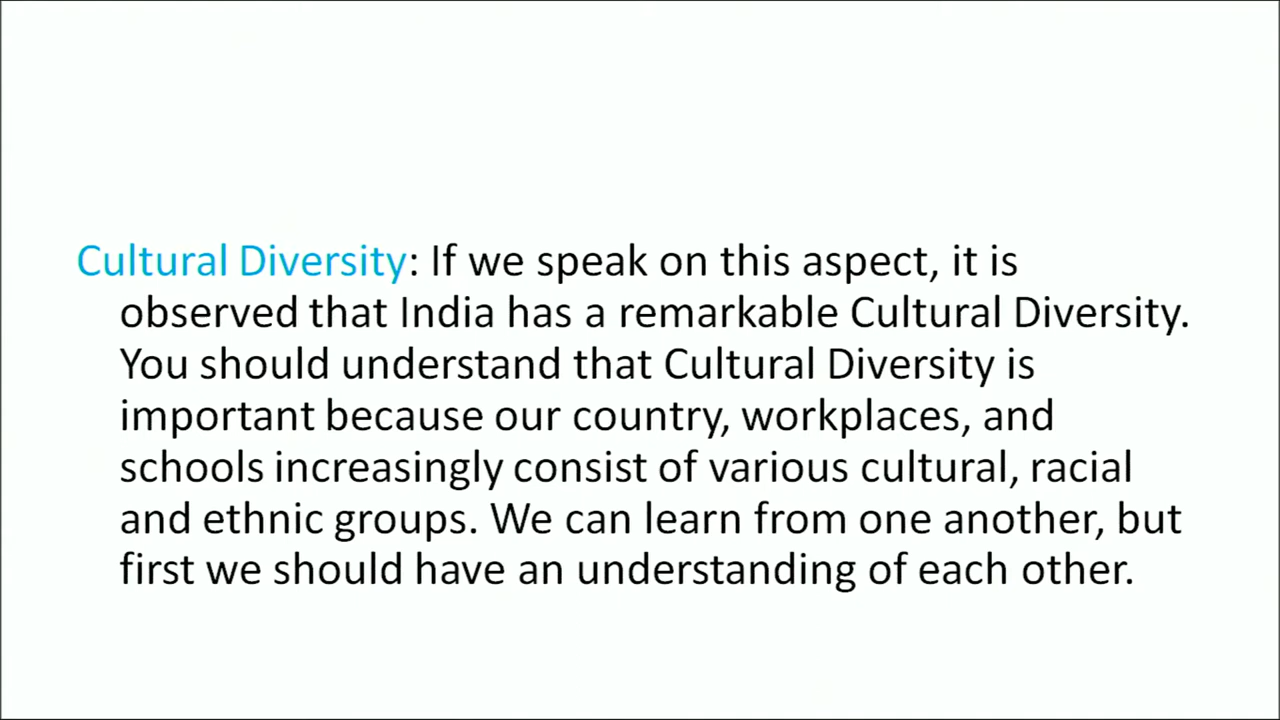 Cultural Diversity: If we speak on this aspect, it is
observed that India has a remarkable Cultural Diversity.
You should understand that Cultural Diversity is
important because our country, workplaces, and
schools increasingly consist of various cultural, racial
and ethnic groups. We can learn from one another, but
first we should have an understanding of each other.